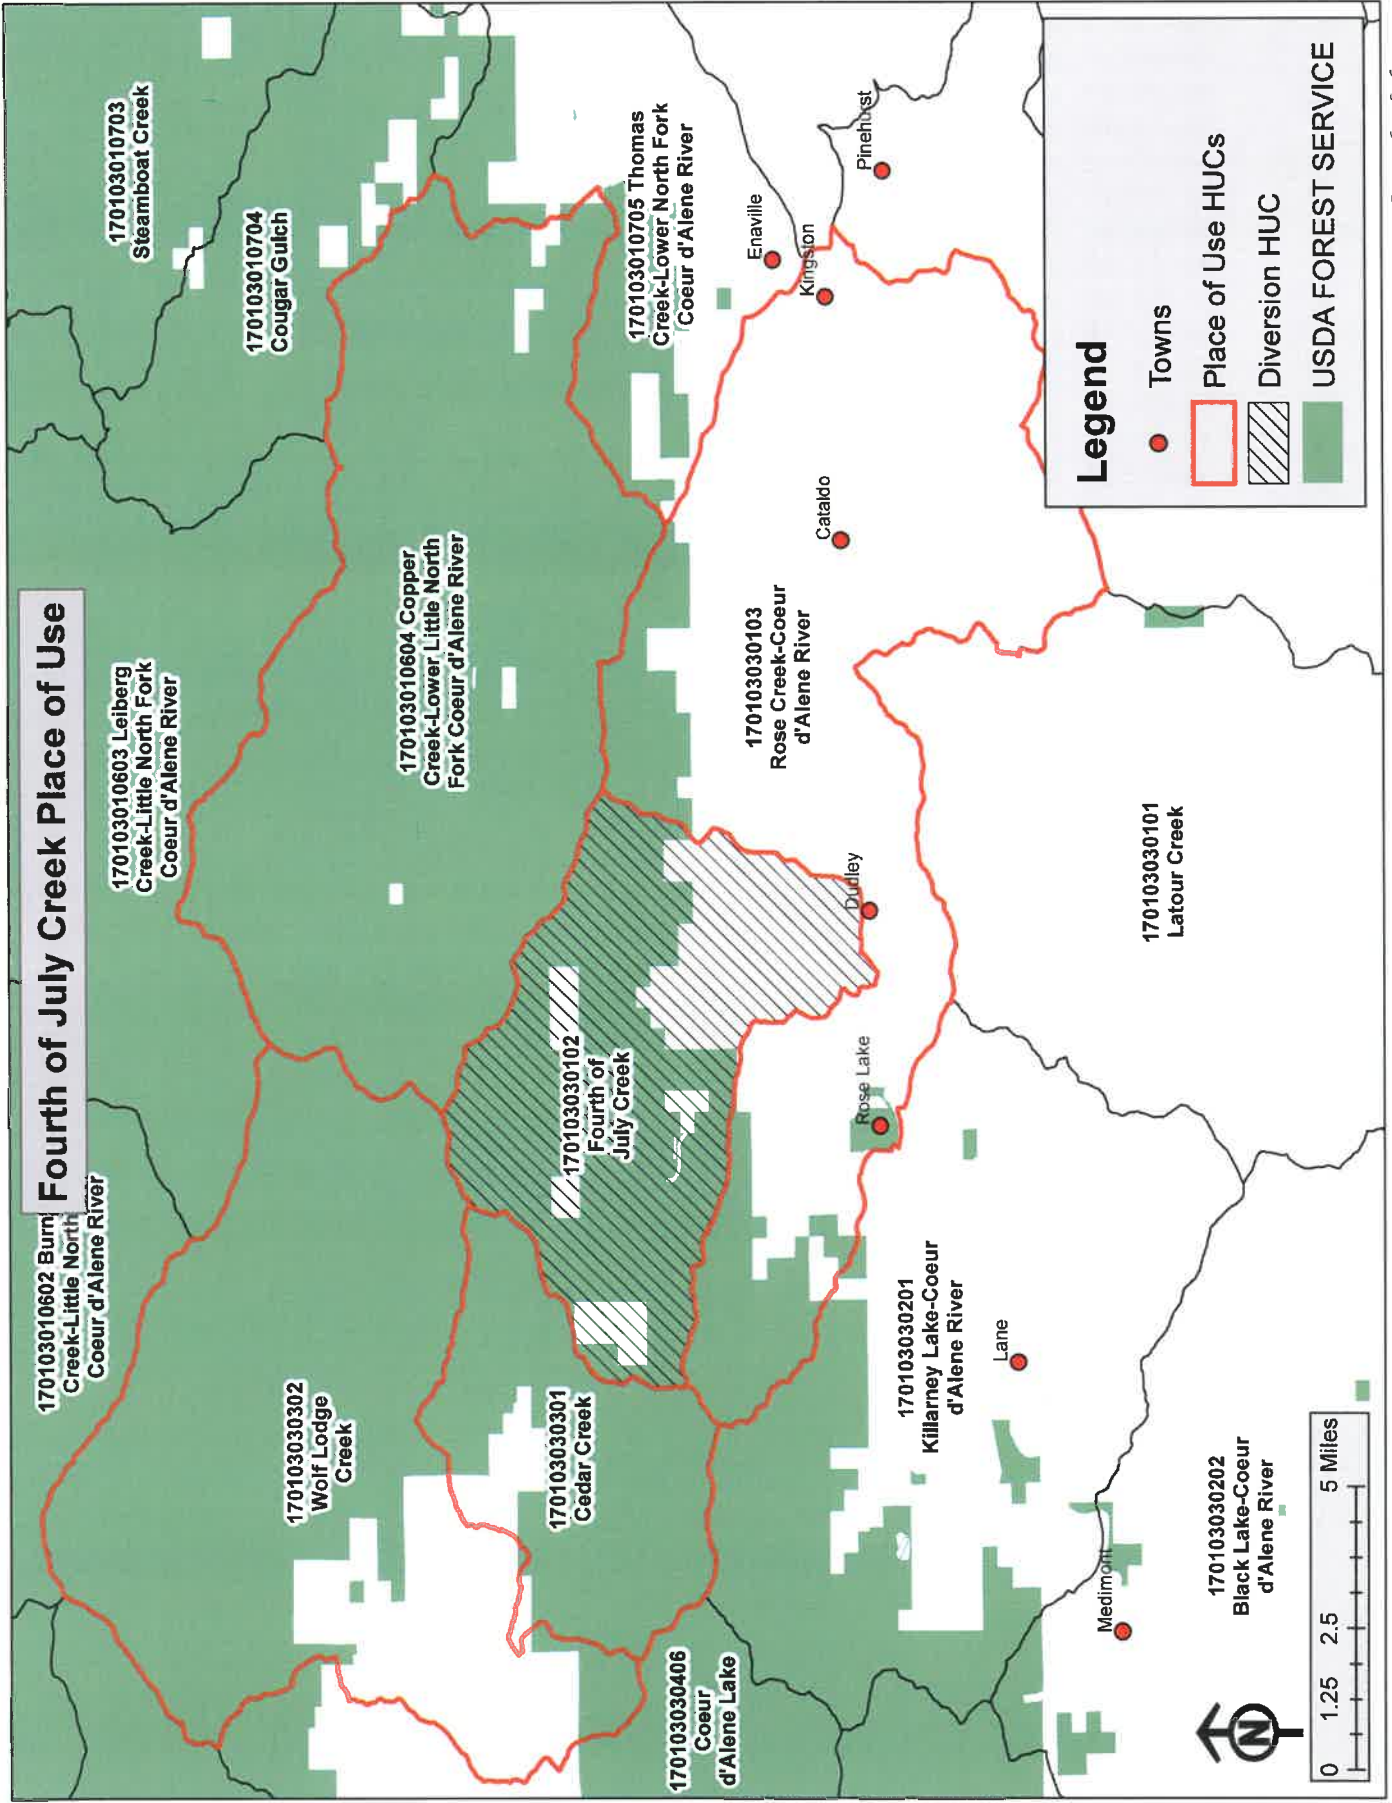 Fourth of July Creek Place of Use
170103010602 Burn
Creek-Little North
Coeur d'Alene River
170103010603 Leiberg
Creek-Little North Fork
Coeur d'Alene River
170103010703
Steamboat Creek
170103010704
Cougar Gulch
170103030302
Wolf Lodge
Creek
170103010604 Copper
Creek-Lower Little North
Fork Coeur d'Alene River
170103010705 Thomas
Creek-Lower North Fork
Coeur d'Alene River
170103030301
Cedar Creek
170103030102
Fourth of
July Creek
170103030406
Coeur
d'Alene Lake
170103030103
Rose Creek-Coeur
d'Alene River
Enaville
Kingston
Pinehurst
Cataldo
Dudley
Rose Lake
170103030201
Killarney Lake-Coeur
d'Alene River
Lane
Medimont
170103030101
Latour Creek
170103030202
Black Lake-Coeur
d'Alene River
N
0 1.25 2.5 5 Miles
Legend
Towns
Place of Use HUCs
Diversion HUC
USDA FOREST SERVICE